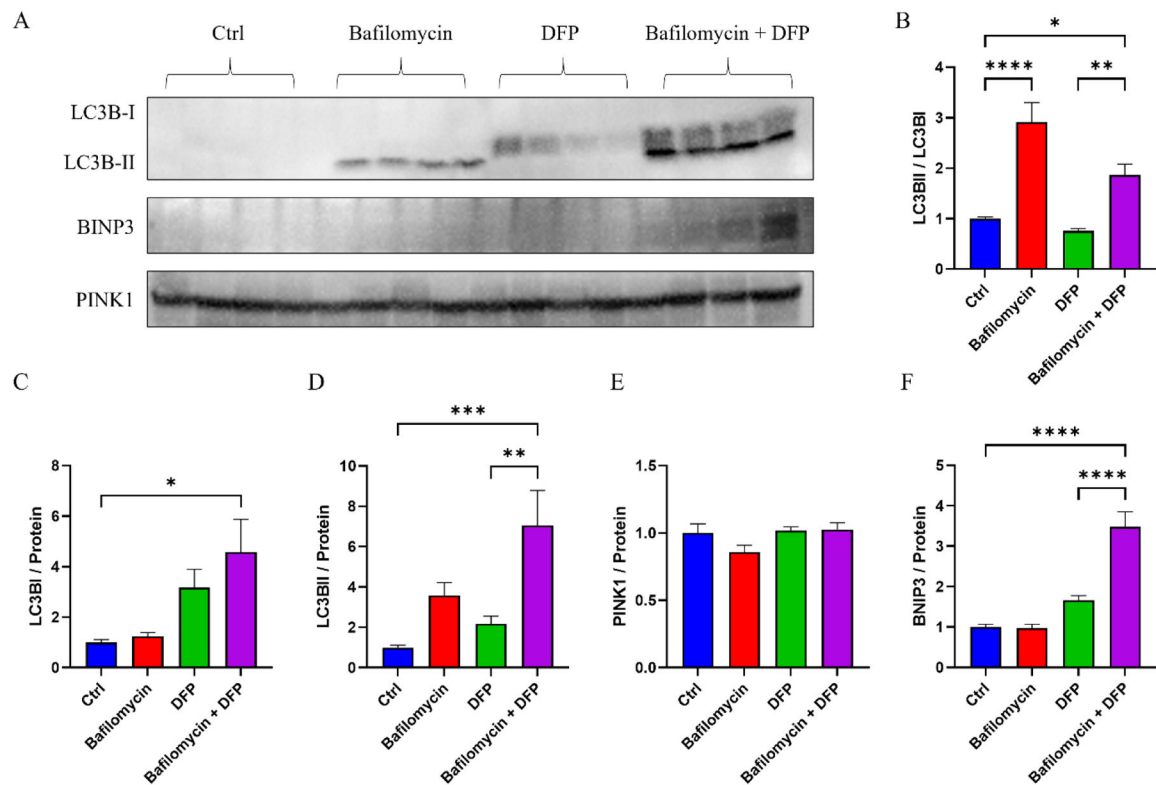 A
Ctrl
Bafilomycin
DFP
Bafilomycin + DFP
LC3B-I
LC3B-II
BINP3
PINK1
B
*
**** **
LC3BII / LC3BI
4
3
2
1
0
Ctrl
Bafilomycin
DFP
Bafilomycin + DFP
C
*
LC3BI / Protein
8
6
4
2
0
Ctrl
Bafilomycin
DFP
Bafilomycin + DFP
D
***
**
LC3BII / Protein
10
8
6
4
2
0
Ctrl
Bafilomycin
DFP
Bafilomycin + DFP
E
PINK1 / Protein
1.5
1.0
0.5
0.0
Ctrl
Bafilomycin
DFP
Bafilomycin + DFP
F
****
****
BNIP3 / Protein
5
4
3
2
1
0
Ctrl
Bafilomycin
DFP
Bafilomycin + DFP